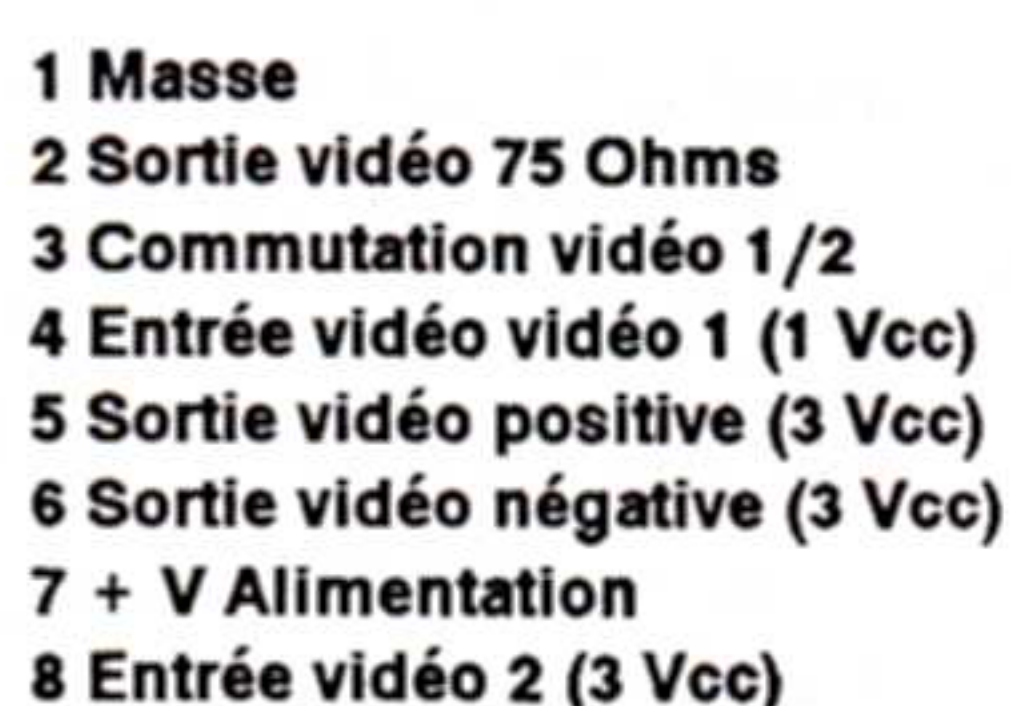 1 Masse
2 Sortie vidéo 75 Ohms
3 Commutation vidéo 1/2
4 Entrée vidéo vidéo 1 (1 Vcc)
5 Sortie vidéo positive (3 Vcc)
6 Sortie vidéo négative (3 Vcc)
7 + V Alimentation
8 Entrée vidéo 2 (3 Vcc)